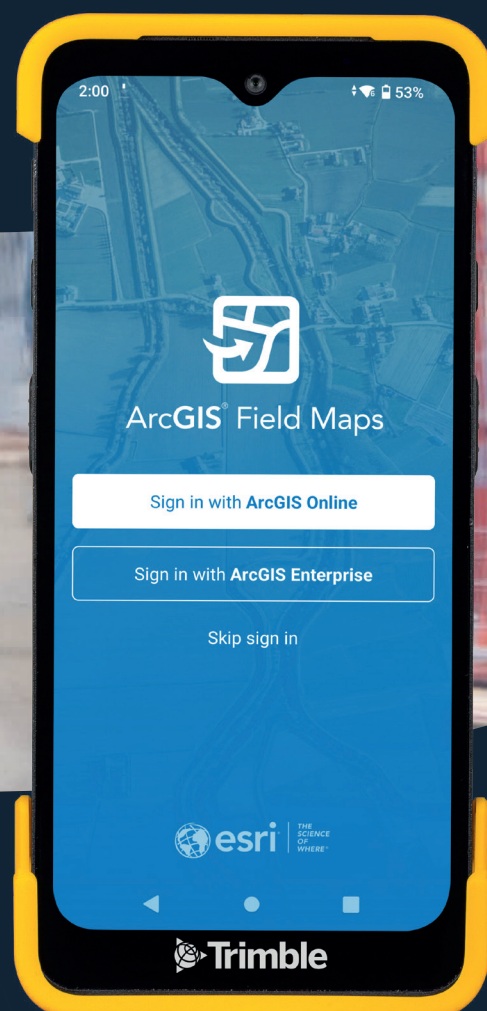 2:00
53%
ArcGIS® Field Maps
Sign in with ArcGIS Online
Sign in with ArcGIS Enterprise
Skip sign in
esri
THE
SCIENCE
OF
WHERE®
Trimble